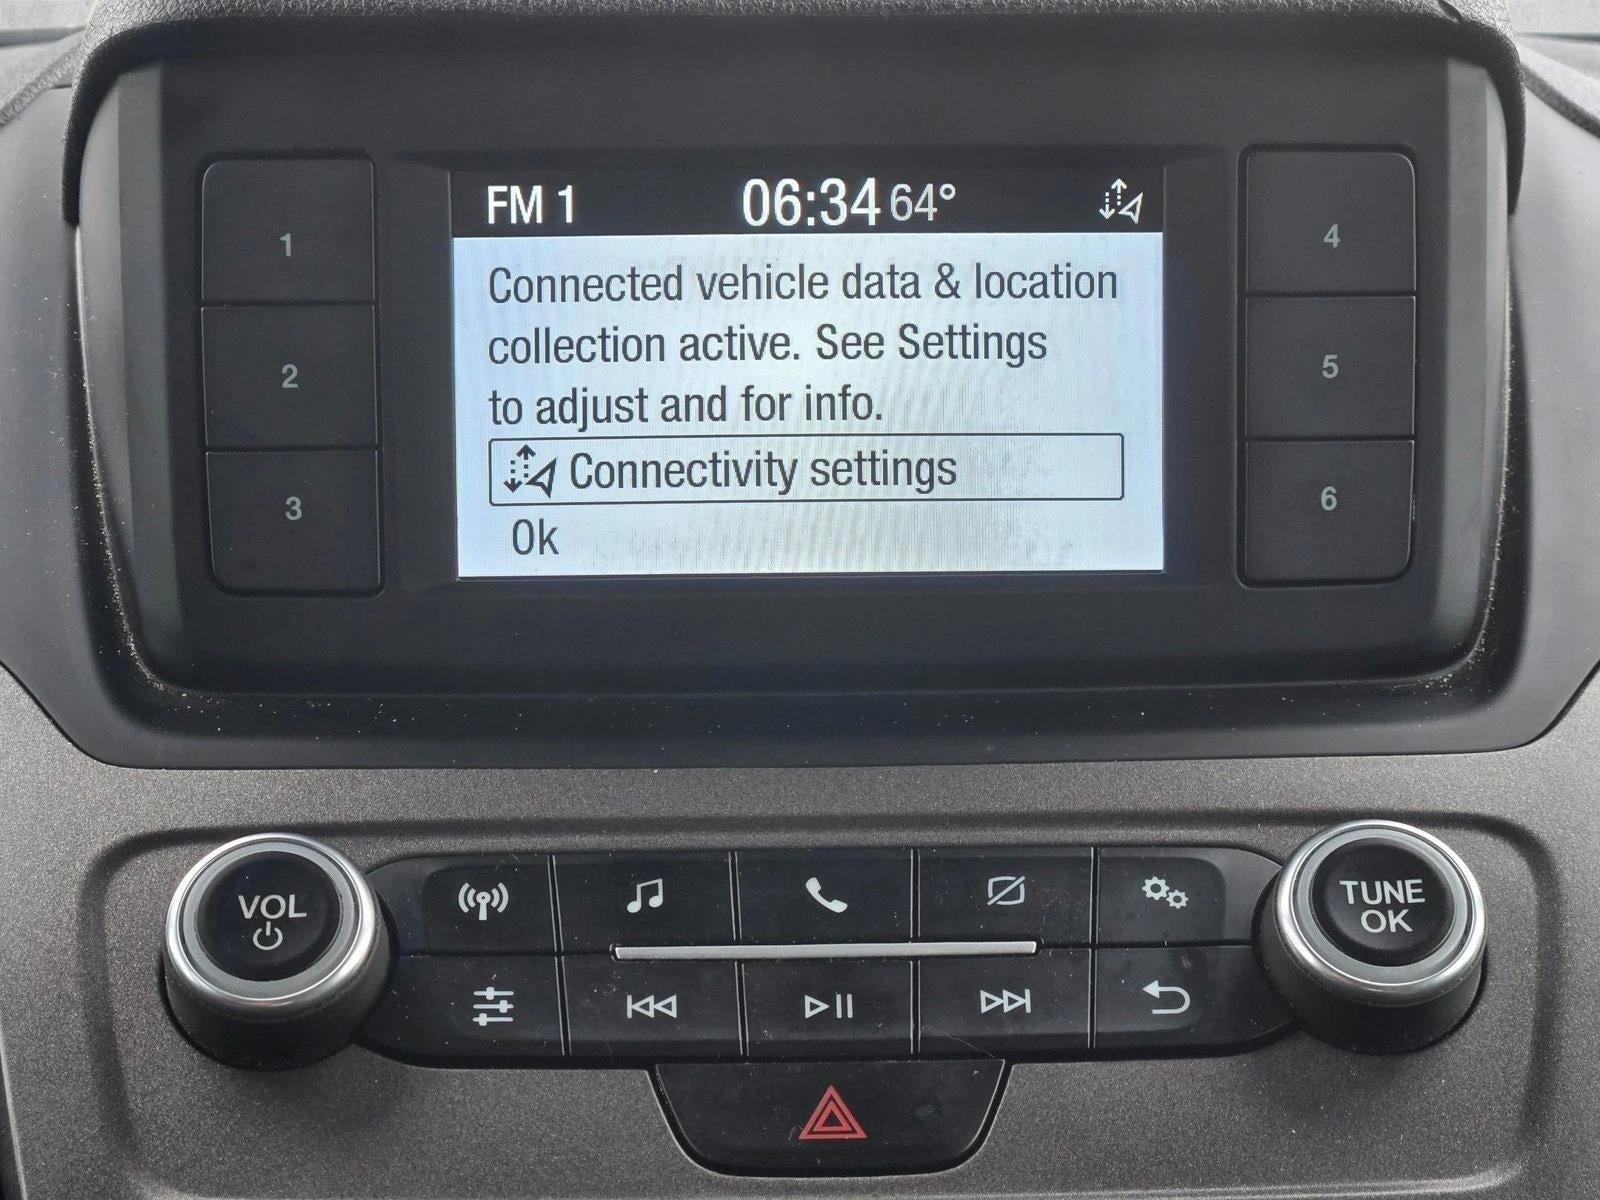 FM 1 06:34 64°
Connected vehicle data & location
collection active. See Settings
to adjust and for info.
Connectivity settings
Ok
1
2
3
4
5
6
VOL
TUNE
OK